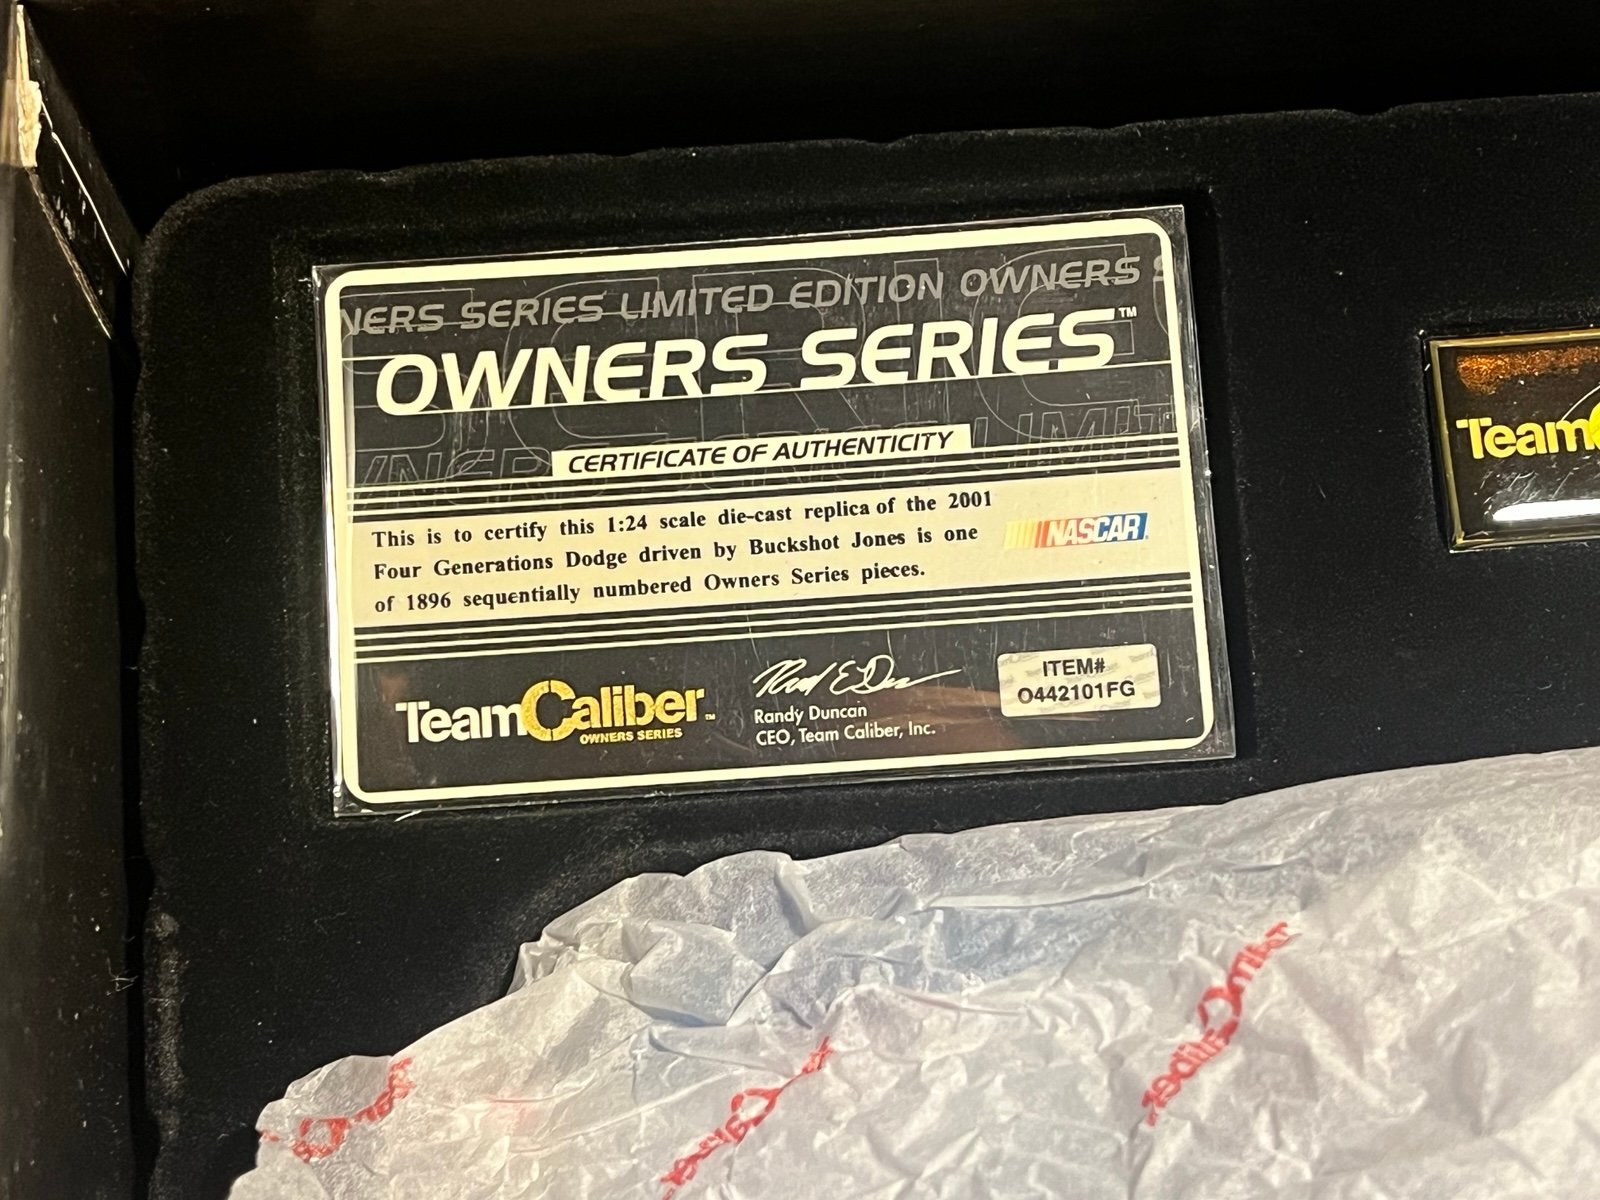 NERS SERIES LIMITED EDITION OWNERS S
OWNERS SERIES™
CERTIFICATE OF AUTHENTICITY
This is to certify this 1:24 scale die-cast replica of the 2001
Four Generations Dodge driven by Buckshot Jones is one
of 1896 sequentially numbered Owners Series pieces.
NASCAR
TeamCaliber™
OWNERS SERIES
Randy Duncan
CEO, Team Caliber, Inc.
ITEM#
O442101FG
Team